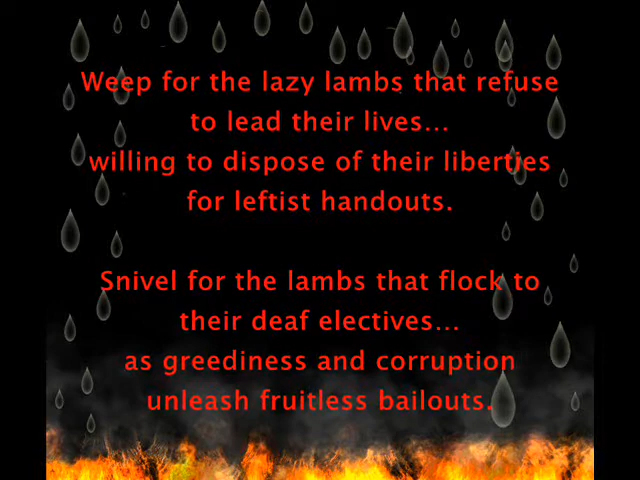 Weep for the lazy lambs that refuse
to lead their lives...
willing to dispose of their liberties
for leftist handouts.
Snivel for the lambs that flock to
their deaf electives...
as greediness and corruption
unleash fruitless bailouts.